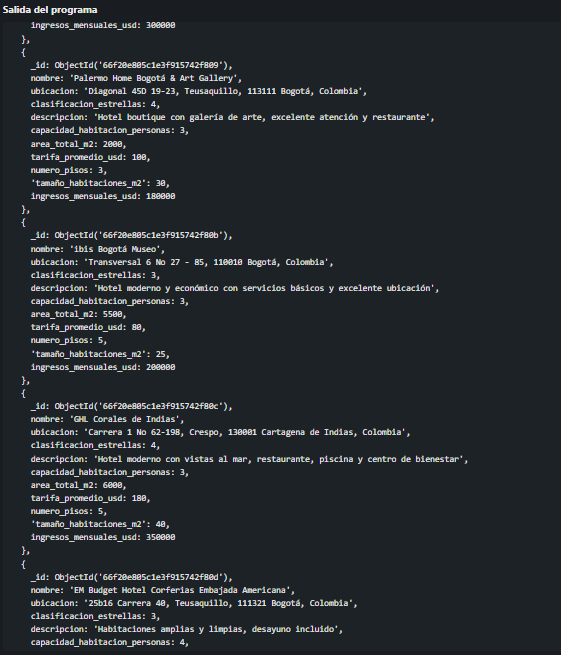 Salida del programa
ingresos_mensuales_usd: 300000
},
{
_id: ObjectId('66f20e805c1e3f915742f809'),
nombre: 'Palermo Home Bogotá & Art Gallery',
ubicacion: 'Diagonal 45D 19-23, Teusaquillo, 113111 Bogotá, Colombia',
clasificacion_estrellas: 4,
descripcion: 'Hotel boutique con galería de arte, excelente atención y restaurante',
capacidad_habitacion_personas: 3,
area_total_m2: 2000,
tarifa_promedio_usd: 100,
numero_pisos: 3,
'tamaño_habitaciones_m2': 30,
ingresos_mensuales_usd: 180000
},
{
_id: ObjectId('66f20e805c1e3f915742f80b'),
nombre: 'ibis Bogotá Museo',
ubicacion: 'Transversal 6 No 27 - 85, 110010 Bogotá, Colombia',
clasificacion_estrellas: 3,
descripcion: 'Hotel moderno y económico con servicios básicos y excelente ubicación',
capacidad_habitacion_personas: 3,
area_total_m2: 5500,
tarifa_promedio_usd: 80,
numero_pisos: 5,
'tamaño_habitaciones_m2': 25,
ingresos_mensuales_usd: 200000
},
{
_id: ObjectId('66f20e805c1e3f915742f80c'),
nombre: 'GHL Corales de Indias',
ubicacion: 'Carrera 1 No 62-198, Crespo, 130001 Cartagena de Indias, Colombia',
clasificacion_estrellas: 4,
descripcion: 'Hotel moderno con vistas al mar, restaurante, piscina y centro de bienestar',
capacidad_habitacion_personas: 3,
area_total_m2: 6000,
tarifa_promedio_usd: 180,
numero_pisos: 5,
'tamaño_habitaciones_m2': 40,
ingresos_mensuales_usd: 350000
},
{
_id: ObjectId('66f20e805c1e3f915742f80d'),
nombre: 'EM Budget Hotel Corferias Embajada Americana',
ubicacion: '25b16 Carrera 40, Teusaquillo, 111321 Bogotá, Colombia',
clasificacion_estrellas: 3,
descripcion: 'Habitaciones amplias y limpias, desayuno incluido',
capacidad_habitacion_personas: 4,